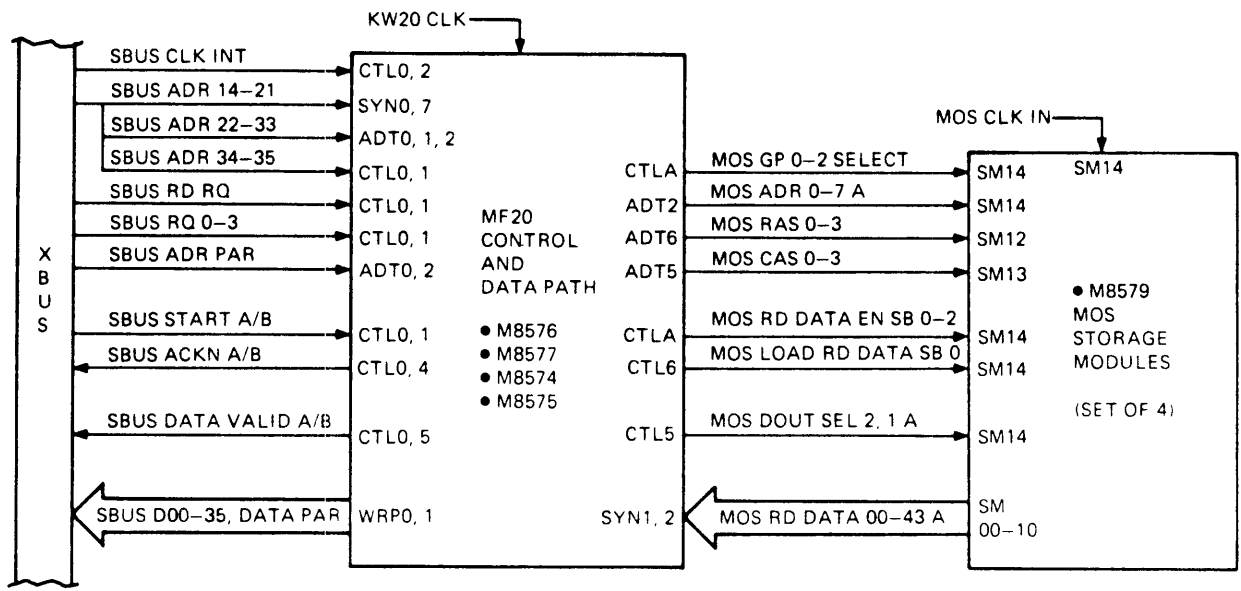 KW20 CLK
SBUS CLK INT
CTL0, 2
SBUS ADR 14–21
SYN0, 7
SBUS ADR 22–33
ADT0, 1, 2
SBUS ADR 34–35
CTL0, 1
SBUS RD RQ
CTL0, 1
SBUS RQ 0–3
CTL0, 1
SBUS ADR PAR
ADT0, 2
SBUS START A/B
CTL0, 1
SBUS ACKN A/B
CTL0, 4
SBUS DATA VALID A/B
CTL0, 5
SBUS D00–35, DATA PAR
WRP0, 1
X
B
U
S
MF20
CONTROL
AND
DATA PATH
● M8576
● M8577
● M8574
● M8575
CTLA
MOS GP 0–2 SELECT
SM14
ADT2
MOS ADR 0–7 A
SM14
ADT6
MOS RAS 0–3
SM12
ADT5
MOS CAS 0–3
SM13
CTLA
MOS RD DATA EN SB 0–2
SM14
CTL6
MOS LOAD RD DATA SB 0
SM14
CTL5
MOS DOUT SEL 2, 1 A
SM14
SYN1, 2
MOS RD DATA 00–43 A
SM
00–10
MOS CLK IN
SM14
● M8579
MOS
STORAGE
MODULES
(SET OF 4)